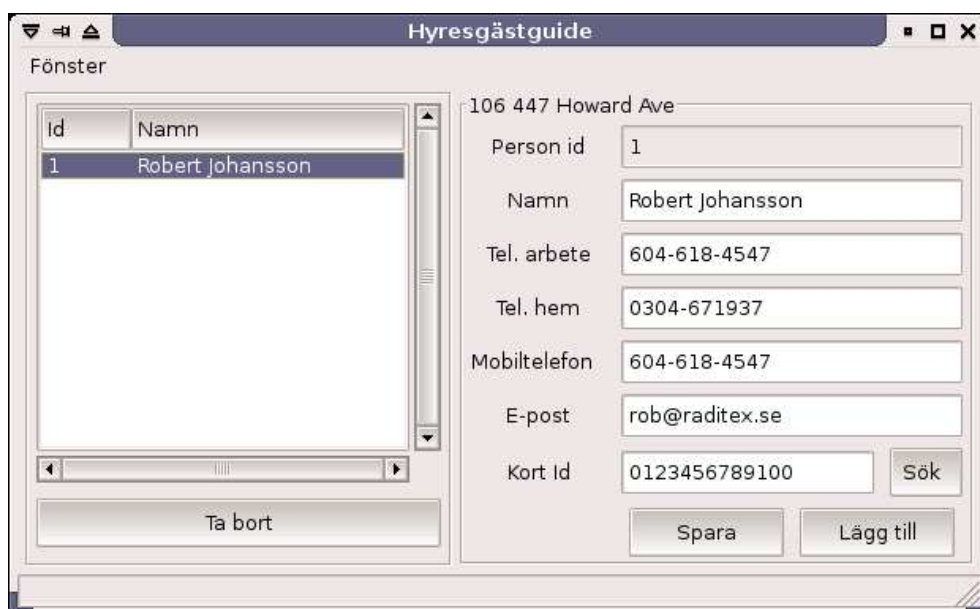 Hyresgästguide
Fönster
Id Namn
1 Robert Johansson
Ta bort
106 447 Howard Ave
Person id 1
Namn Robert Johansson
Tel. arbete 604-618-4547
Tel. hem 0304-671937
Mobiltelefon 604-618-4547
E-post rob@raditex.se
Kort Id 0123456789100 Sök
Spara Lägg till